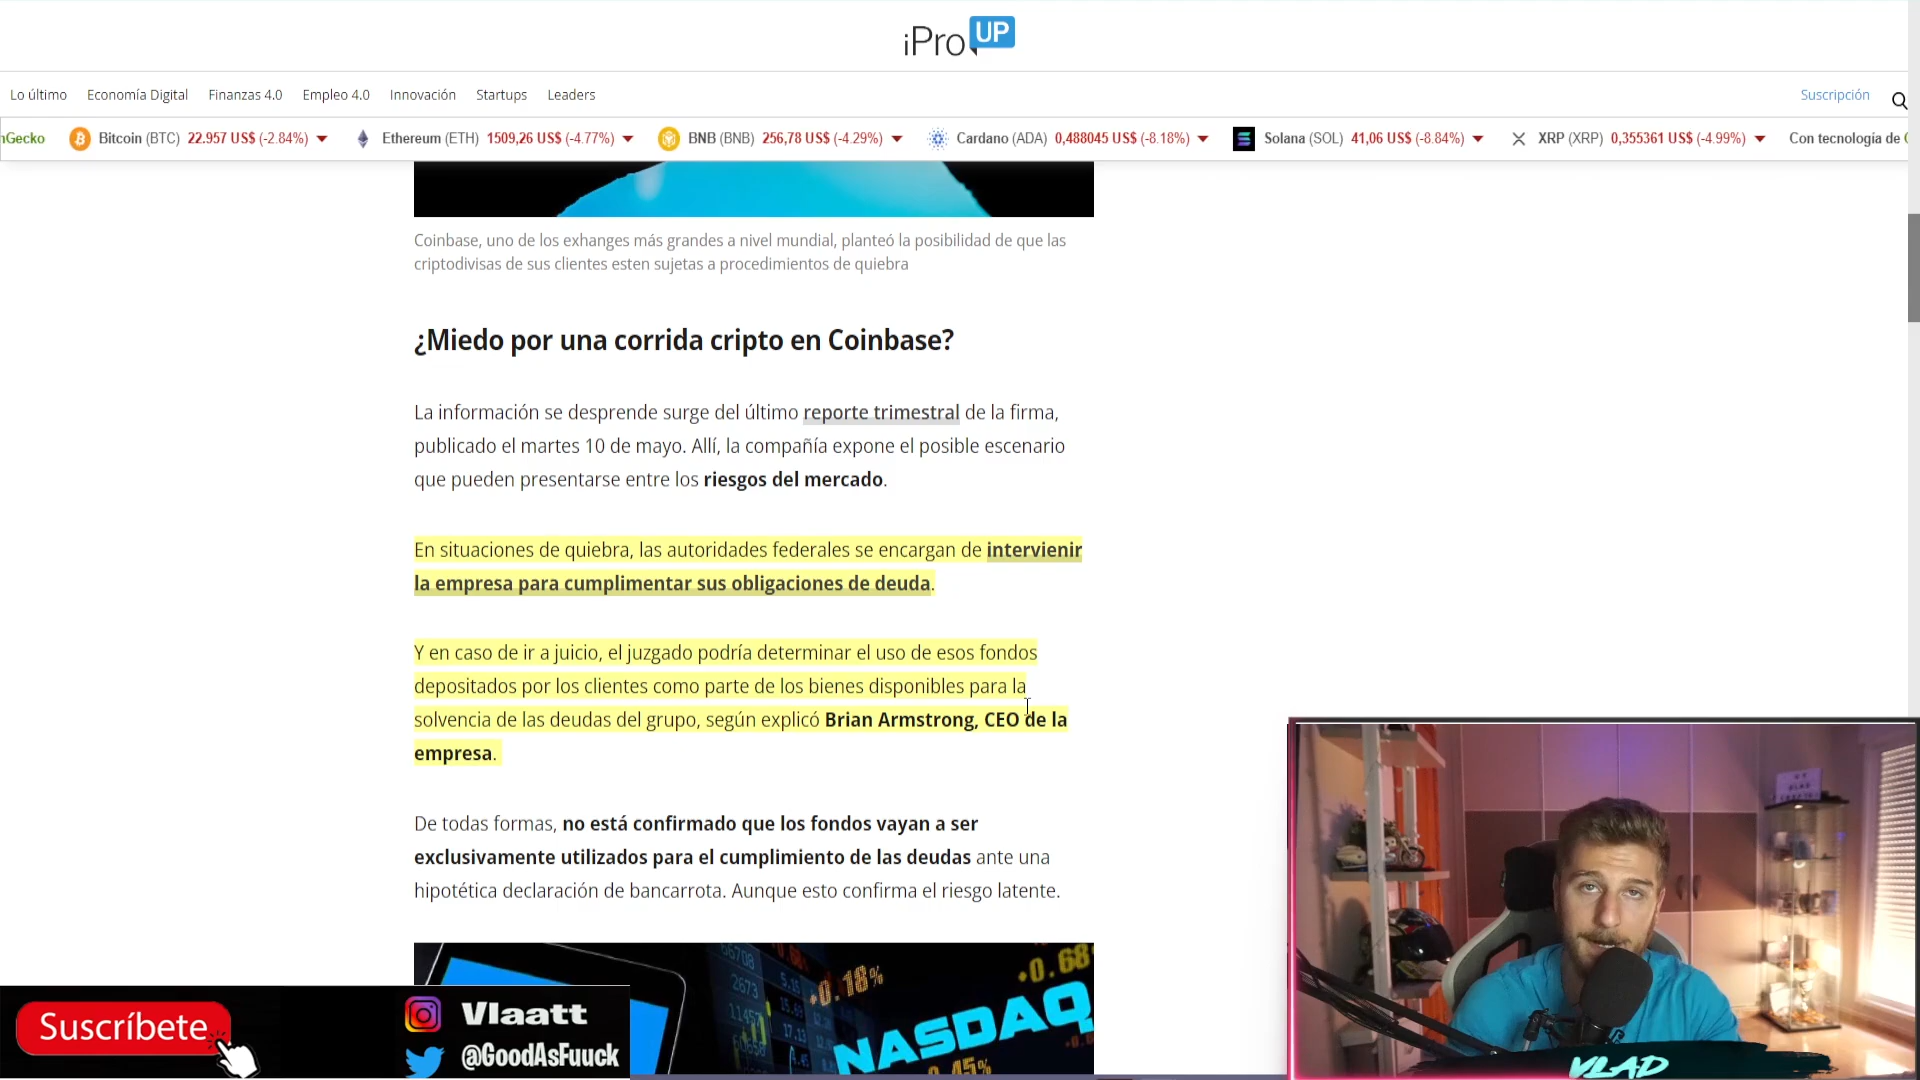 iPro UP
Lo último Economía Digital Finanzas 4.0 Empleo 4.0 Innovación Startups Leaders Suscripción
nGecko Bitcoin (BTC) 22.957 US$ (-2.84%) Ethereum (ETH) 1509,26 US$ (-4.77%) BNB (BNB) 256,78 US$ (-4.29%) Cardano (ADA) 0,488045 US$ (-8.18%) Solana (SOL) 41,06 US$ (-8.84%) XRP (XRP) 0,355361 US$ (-4.99%) Con tecnología de
Coinbase, uno de los exhanges más grandes a nivel mundial, planteó la posibilidad de que las
criptodivisas de sus clientes esten sujetas a procedimientos de quiebra
¿Miedo por una corrida cripto en Coinbase?
La información se desprende surge del último reporte trimestral de la firma,
publicado el martes 10 de mayo. Allí, la compañía expone el posible escenario
que pueden presentarse entre los riesgos del mercado.
En situaciones de quiebra, las autoridades federales se encargan de intervienir
la empresa para cumplimentar sus obligaciones de deuda.
Y en caso de ir a juicio, el juzgado podría determinar el uso de esos fondos
depositados por los clientes como parte de los bienes disponibles para la
solvencia de las deudas del grupo, según explicó Brian Armstrong, CEO de la
empresa.
De todas formas, no está confirmado que los fondos vayan a ser
exclusivamente utilizados para el cumplimiento de las deudas ante una
hipotética declaración de bancarrota. Aunque esto confirma el riesgo latente.
+0.18%
+0.68
NASDAQ
0.45%
Suscríbete
Vlaatt
@GoodAsFuuck
VLAD